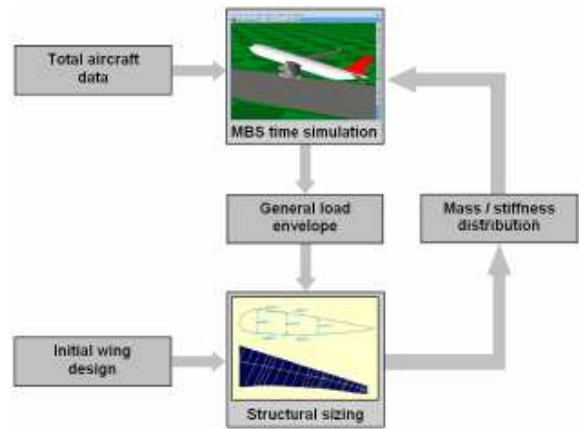 Total aircraft
data
MBS time simulation
General load
envelope
Mass / stiffness
distribution
Initial wing
design
Structural sizing